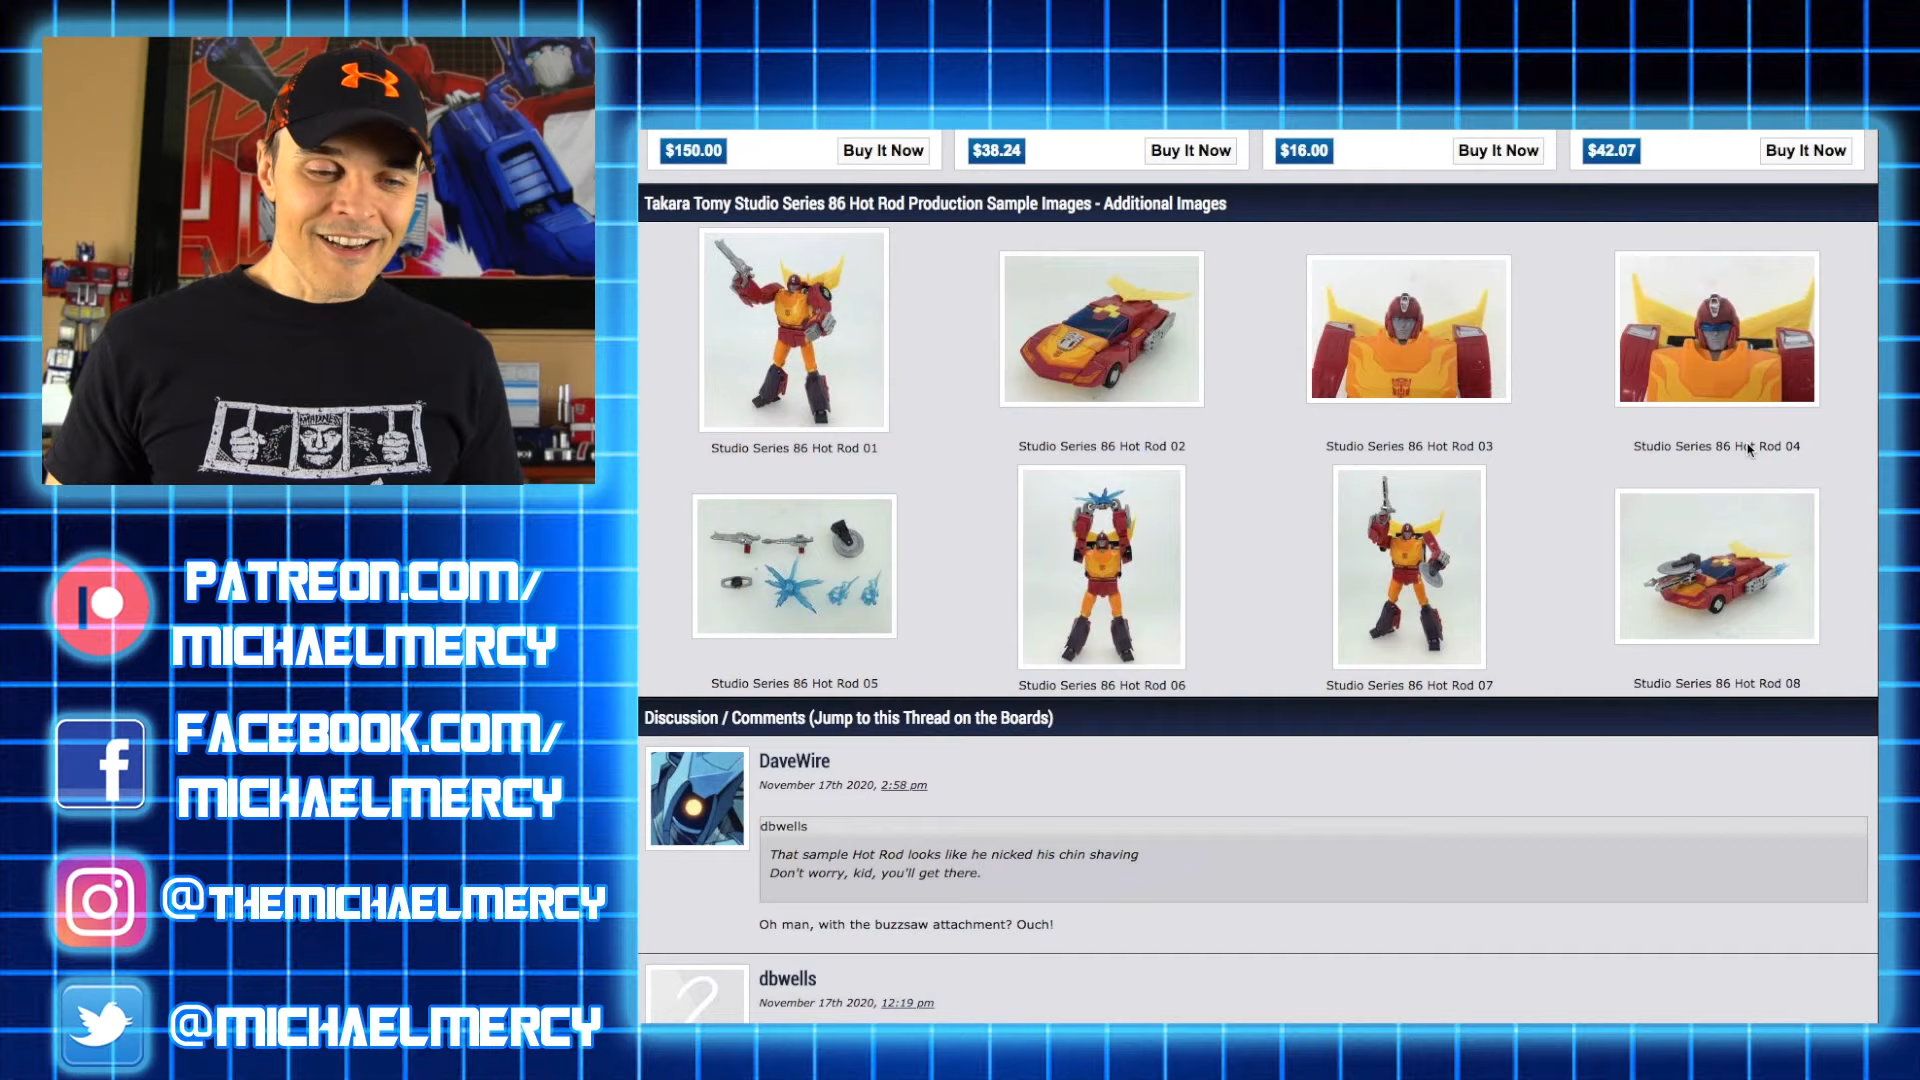 MADNESS
PATREON.COM/
MICHAELMERCY
FACEBOOK.COM/
MICHAELMERCY
@THEMICHAELMERCY
@MICHAELMERCY
$150.00 Buy It Now $38.24 Buy It Now $16.00 Buy It Now $42.07 Buy It Now
Takara Tomy Studio Series 86 Hot Rod Production Sample Images - Additional Images
Studio Series 86 Hot Rod 01 Studio Series 86 Hot Rod 02 Studio Series 86 Hot Rod 03 Studio Series 86 Hot Rod 04
Studio Series 86 Hot Rod 05 Studio Series 86 Hot Rod 06 Studio Series 86 Hot Rod 07 Studio Series 86 Hot Rod 08
Discussion / Comments (Jump to this Thread on the Boards)
DaveWire
November 17th 2020, 2:58 pm
dbwells
That sample Hot Rod looks like he nicked his chin shaving
Don't worry, kid, you'll get there.
Oh man, with the buzzsaw attachment? Ouch!
dbwells
November 17th 2020, 12:19 pm